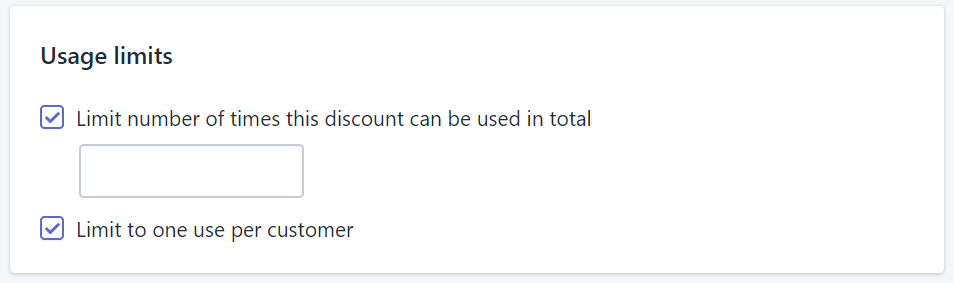 Usage limits
Limit number of times this discount can be used in total
Limit to one use per customer